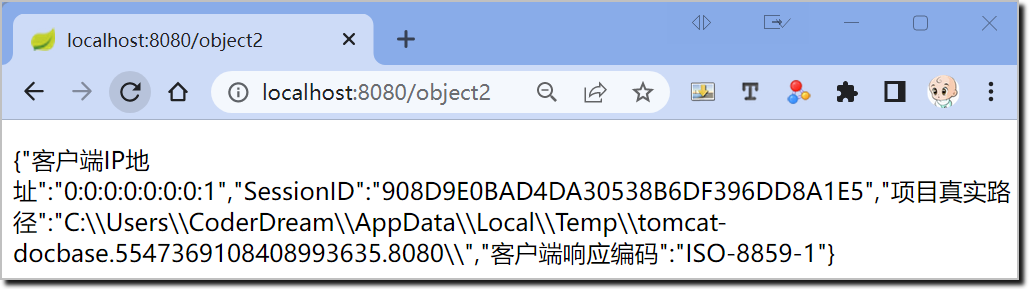 localhost:8080/object2
localhost:8080/object2
{"客户端IP地
址":"0:0:0:0:0:0:0:1","SessionID":"908D9E0BAD4DA30538B6DF396DD8A1E5","项目真实路
径":"C:\\Users\\CoderDream\\AppData\\Local\\Temp\\tomcat-
docbase.5547369108408993635.8080\\","客户端响应编码":"ISO-8859-1"}